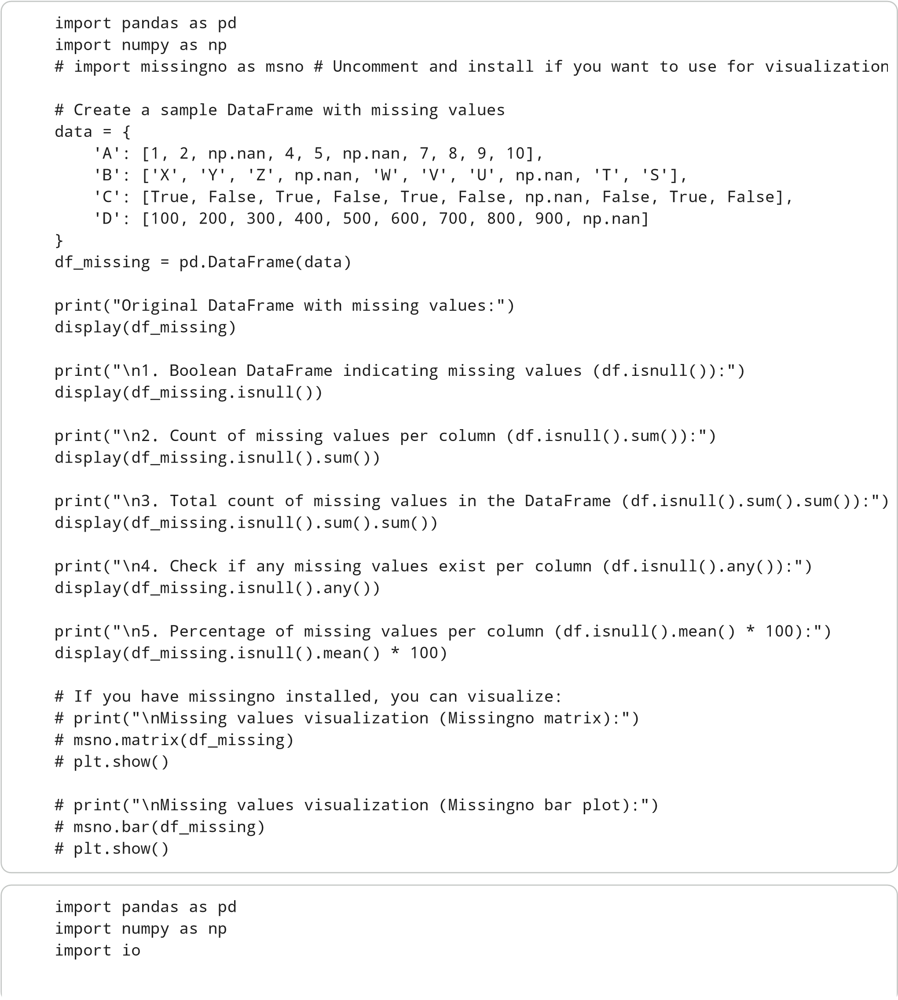 import pandas as pd
import numpy as np
# import missingno as msno # Uncomment and install if you want to use for visualization
# Create a sample DataFrame with missing values
data = {
    'A': [1, 2, np.nan, 4, 5, np.nan, 7, 8, 9, 10],
    'B': ['X', 'Y', 'Z', np.nan, 'W', 'V', 'U', np.nan, 'T', 'S'],
    'C': [True, False, True, False, True, False, np.nan, False, True, False],
    'D': [100, 200, 300, 400, 500, 600, 700, 800, 900, np.nan]
}
df_missing = pd.DataFrame(data)
print("Original DataFrame with missing values:")
display(df_missing)
print("\n1. Boolean DataFrame indicating missing values (df.isnull()):")
display(df_missing.isnull())
print("\n2. Count of missing values per column (df.isnull().sum()):")
display(df_missing.isnull().sum())
print("\n3. Total count of missing values in the DataFrame (df.isnull().sum().sum()):")
display(df_missing.isnull().sum().sum())
print("\n4. Check if any missing values exist per column (df.isnull().any()):")
display(df_missing.isnull().any())
print("\n5. Percentage of missing values per column (df.isnull().mean() * 100):")
display(df_missing.isnull().mean() * 100)
# If you have missingno installed, you can visualize:
# print("\nMissing values visualization (Missingno matrix):")
# msno.matrix(df_missing)
# plt.show()
# print("\nMissing values visualization (Missingno bar plot):")
# msno.bar(df_missing)
# plt.show()
import pandas as pd
import numpy as np
import io